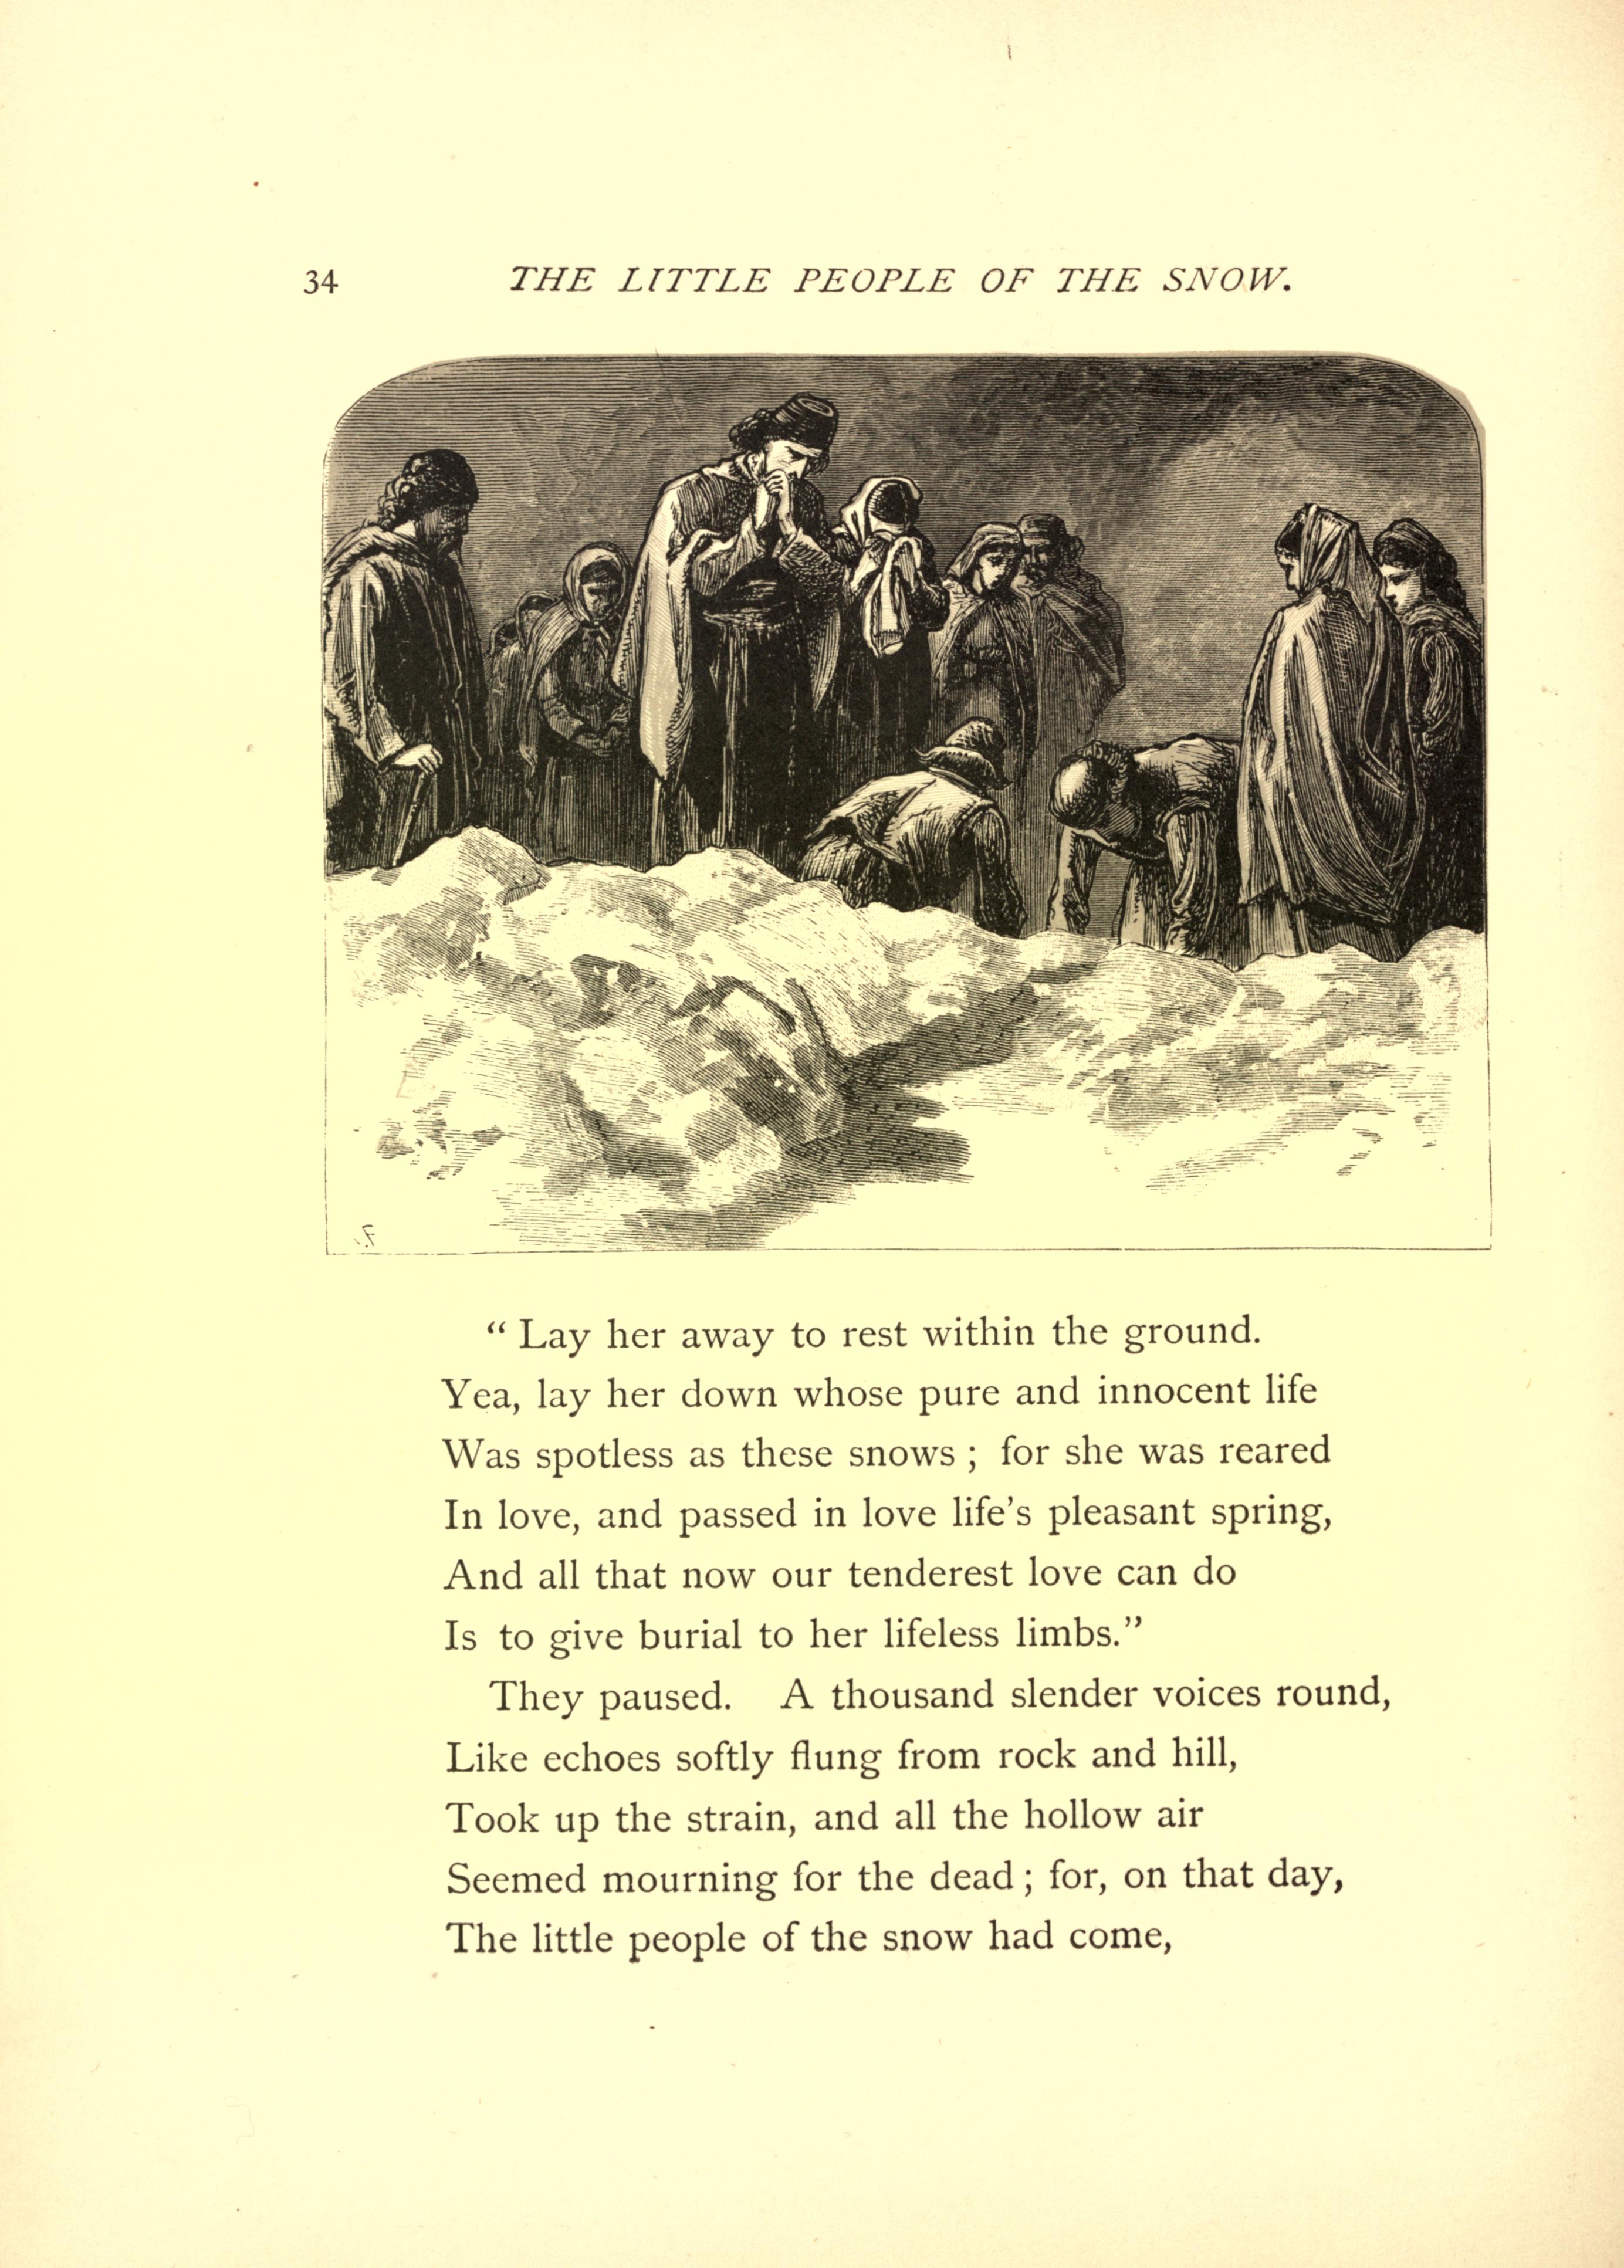 34 THE LITTLE PEOPLE OF THE SNOW.
“ Lay her away to rest within the ground.
Yea, lay her down whose pure and innocent life
Was spotless as these snows ; for she was reared
In love, and passed in love life’s pleasant spring,
And all that now our tenderest love can do
Is to give burial to her lifeless limbs.”
They paused. A thousand slender voices round,
Like echoes softly flung from rock and hill,
Took up the strain, and all the hollow air
Seemed mourning for the dead ; for, on that day,
The little people of the snow had come,